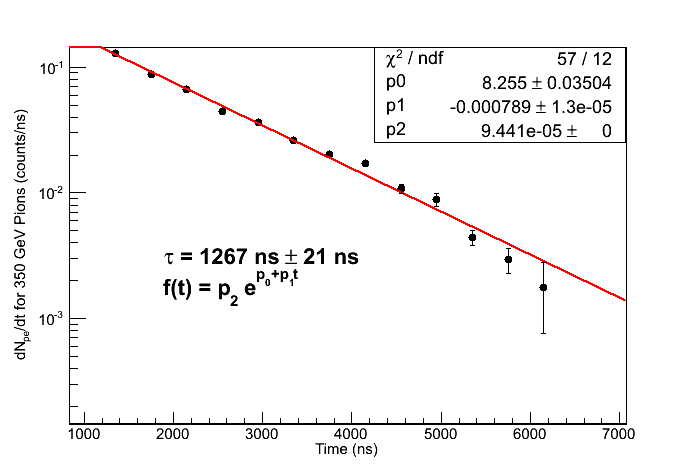 χ² / ndf 57 / 12
p0 8.255 ± 0.03504
p1 -0.000789 ± 1.3e-05
p2 9.441e-05 ± 0
10⁻¹
10⁻²
10⁻³
dNpe/dt for 350 GeV Pions (counts/ns)
τ = 1267 ns ± 21 ns
f(t) = p₂ e^p₀+p₁t
1000 2000 3000 4000 5000 6000 7000
Time (ns)